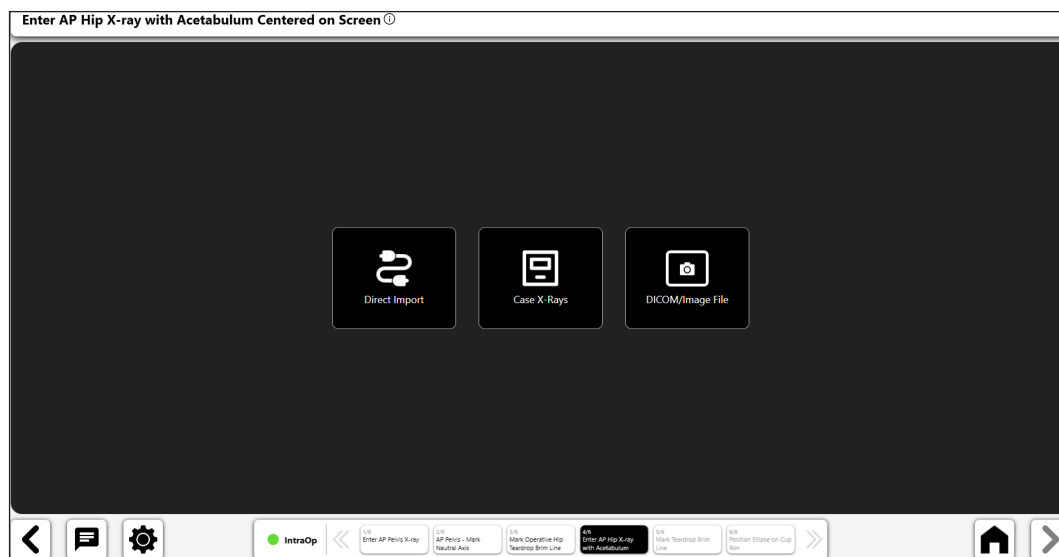 Enter AP Hip X-ray with Acetabulum Centered on Screen
Direct Import
Case X-Rays
DICOM/Image File
IntraOp
1/6
Enter AP Pelvis X-ray
2/6
AP Pelvis - Mark
Neutral Axis
3/6
Mark Operative Hip
Teardrop Brim Line
4/6
Enter AP Hip X-ray
with Acetabulum
5/6
Mark Teardrop Brim
Line
6/6
Position Ellipse on Cup
Rim